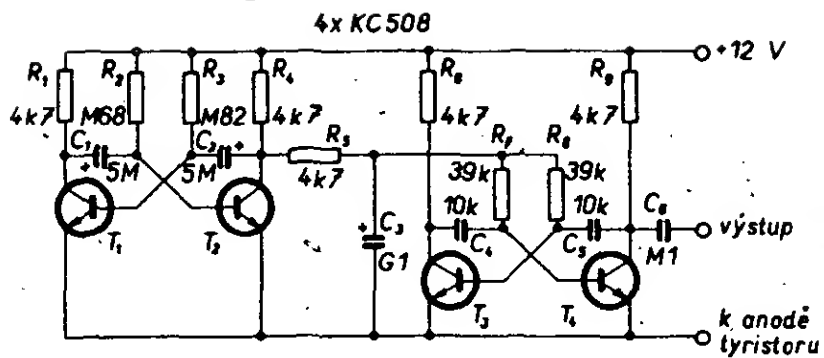 4x KC508
+12 V
R1
4k7
R2
M68
R3
M82
R4
4k7
R6
4k7
R9
4k7
C1
+
5M
C2
+
5M
R5
4k7
R7
39k
R8
39k
10k
C4
10k
C5
C6
M1
výstup
T1
T2
+
C3
G1
T3
T4
k anodě
tyristoru